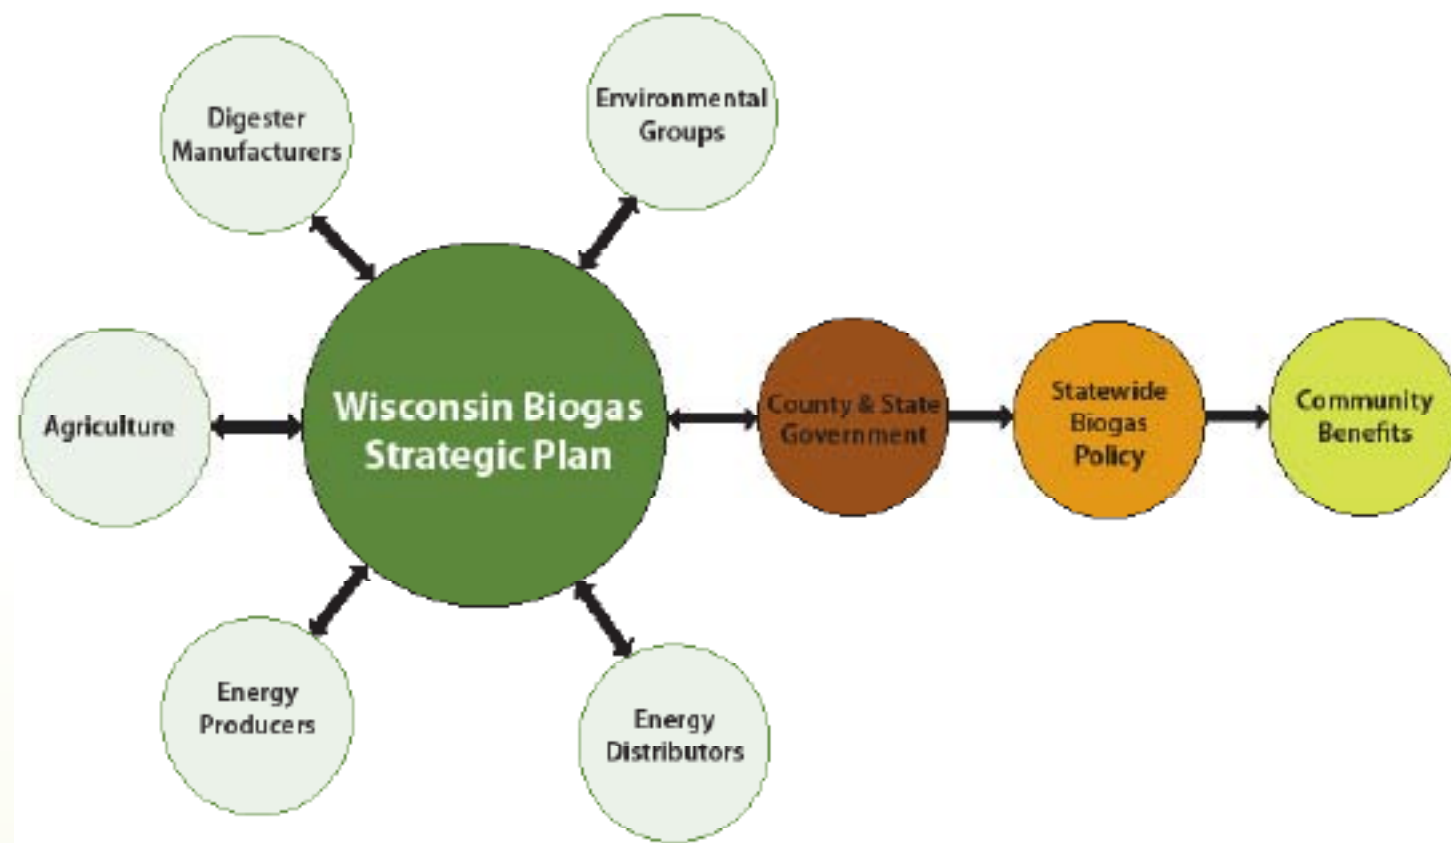 Digester
Manufacturers
Environmental
Groups
Agriculture
Wisconsin Biogas
Strategic Plan
County & State
Government
Statewide
Biogas
Policy
Community
Benefits
Energy
Producers
Energy
Distributors